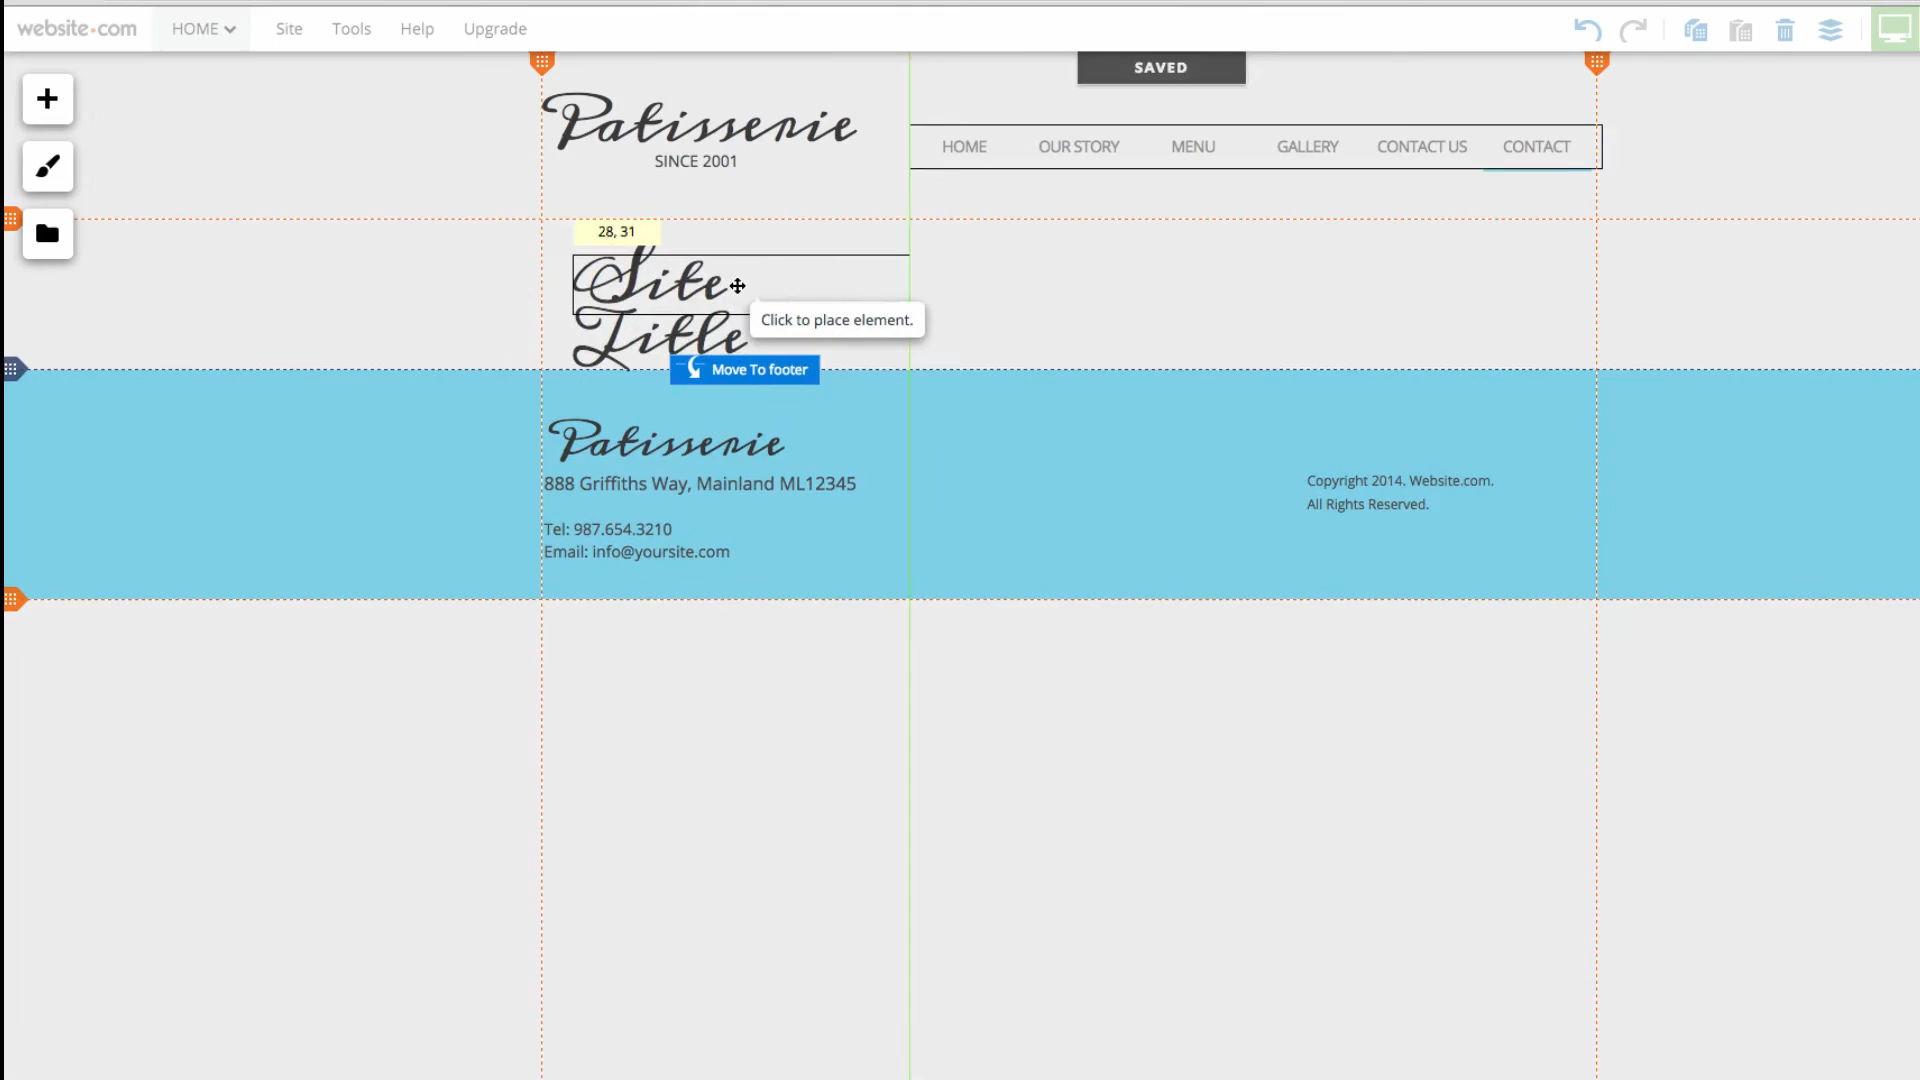 website.com
HOME
Site
Tools
Help
Upgrade
SAVED
Patisserie
SINCE 2001
HOME
OUR STORY
MENU
GALLERY
CONTACT US
CONTACT
28, 31
Site
Title
Click to place element.
Move To footer
Patisserie
888 Griffiths Way, Mainland ML12345
Tel: 987.654.3210
Email: info@yoursite.com
Copyright 2014. Website.com.
All Rights Reserved.